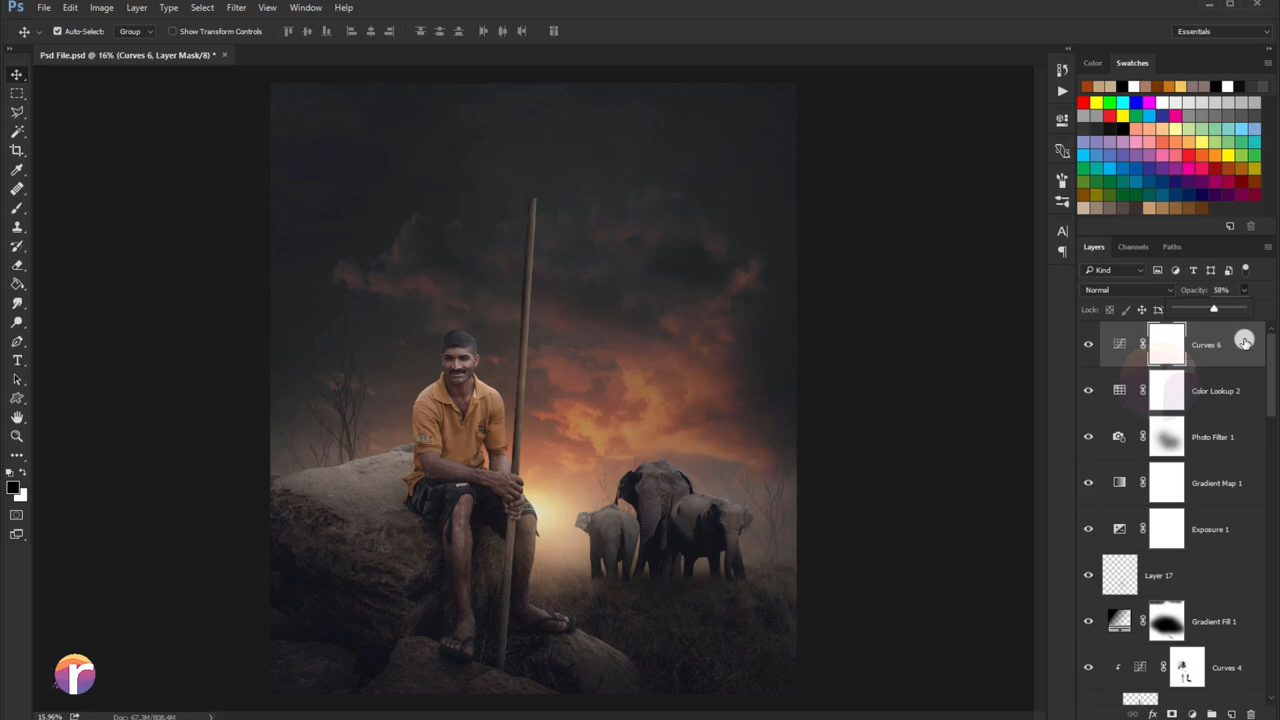 Ps File Edit Image Layer Type Select Filter View Window Help
Auto-Select: Group Show Transform Controls Essentials
Psd File.psd @ 16% (Curves 6, Layer Mask/8) * ×
Color Swatches
Layers Channels Paths
Kind
Normal Opacity: 58%
Lock:
Curves 6
Color Lookup 2
Photo Filter 1
Gradient Map 1
Exposure 1
Layer 17
Gradient Fill 1
Curves 4
r
15.96% Doc: 67.3M/808.4M
fx